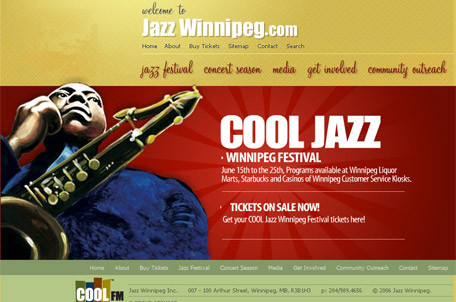 welcome to
Jazz Winnipeg.com
Home About Buy Tickets Sitemap Contact Search
jazz festival concert season media get involved community outreach
COOL JAZZ
WINNIPEG FESTIVAL
June 15th to the 25th, Programs available at Winnipeg Liquor
Marts, Starbucks and Casinos of Winnipeg Customer Service Kiosks.
TICKETS ON SALE NOW!
Get your COOL Jazz Winnipeg Festival tickets here!
Home About Buy Tickets Jazz Festival Concert Season Media Get Involved Community Outreach Contact
Sitemap
COOL FM
Jazz Winnipeg Inc. 007 - 100 Arthur Street, Winnipeg, MB. R3B1H3 p: 204/989.4656 © 2006 Jazz Winnipeg.